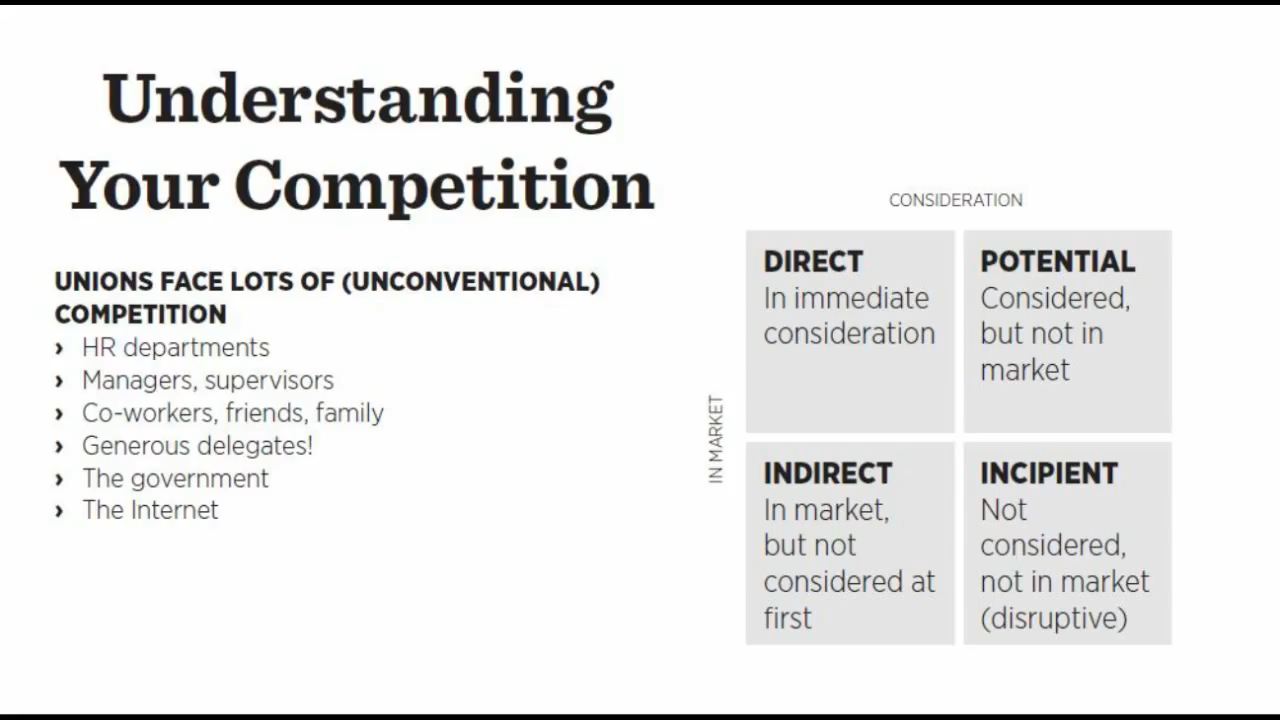 Understanding
Your Competition
UNIONS FACE LOTS OF (UNCONVENTIONAL)
COMPETITION
› HR departments
› Managers, supervisors
› Co-workers, friends, family
› Generous delegates!
› The government
› The Internet
CONSIDERATION
IN MARKET
DIRECT
In immediate
consideration
POTENTIAL
Considered,
but not in
market
INDIRECT
In market,
but not
considered at
first
INCIPIENT
Not
considered,
not in market
(disruptive)